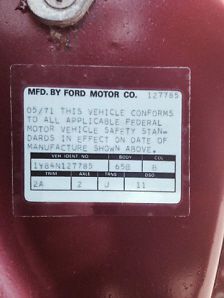 MFD. BY FORD MOTOR CO. 127785
05/71 THIS VEHICLE CONFORMS
TO ALL APPLICABLE FEDERAL
MOTOR VEHICLE SAFETY STAN-
DARDS IN EFFECT ON DATE OF
MANUFACTURE SHOWN ABOVE.
VEH IDENT NO BODY COL
1Y84N127785 65B B
TRIM AXLE TRNS DSO
2A 2 U 11